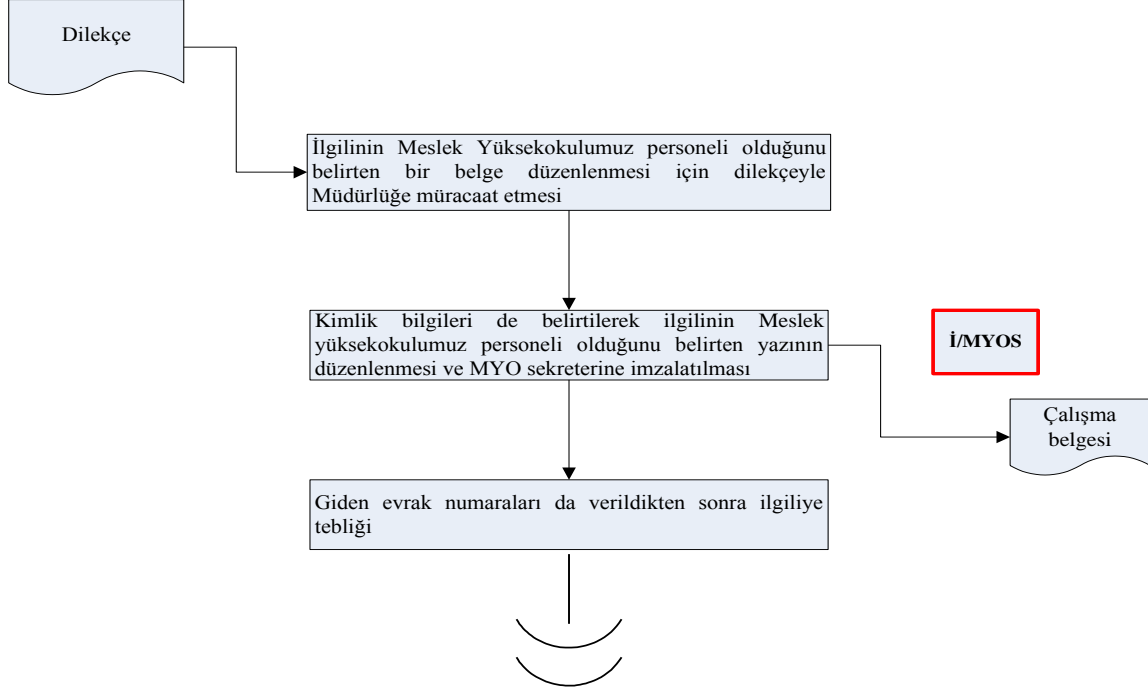 Dilekçe
İlgilinin Meslek Yüksekokulumuz personeli olduğunu
belirten bir belge düzenlenmesi için dilekçeyle
Müdürlüğe müracaat etmesi
Kimlik bilgileri de belirtilerek ilgilinin Meslek
yüksekokulumuz personeli olduğunu belirten yazının
düzenlenmesi ve MYO sekreterine imzalatılması
İ/MYOS
Çalışma
belgesi
Giden evrak numaraları da verildikten sonra ilgiliye
tebliği